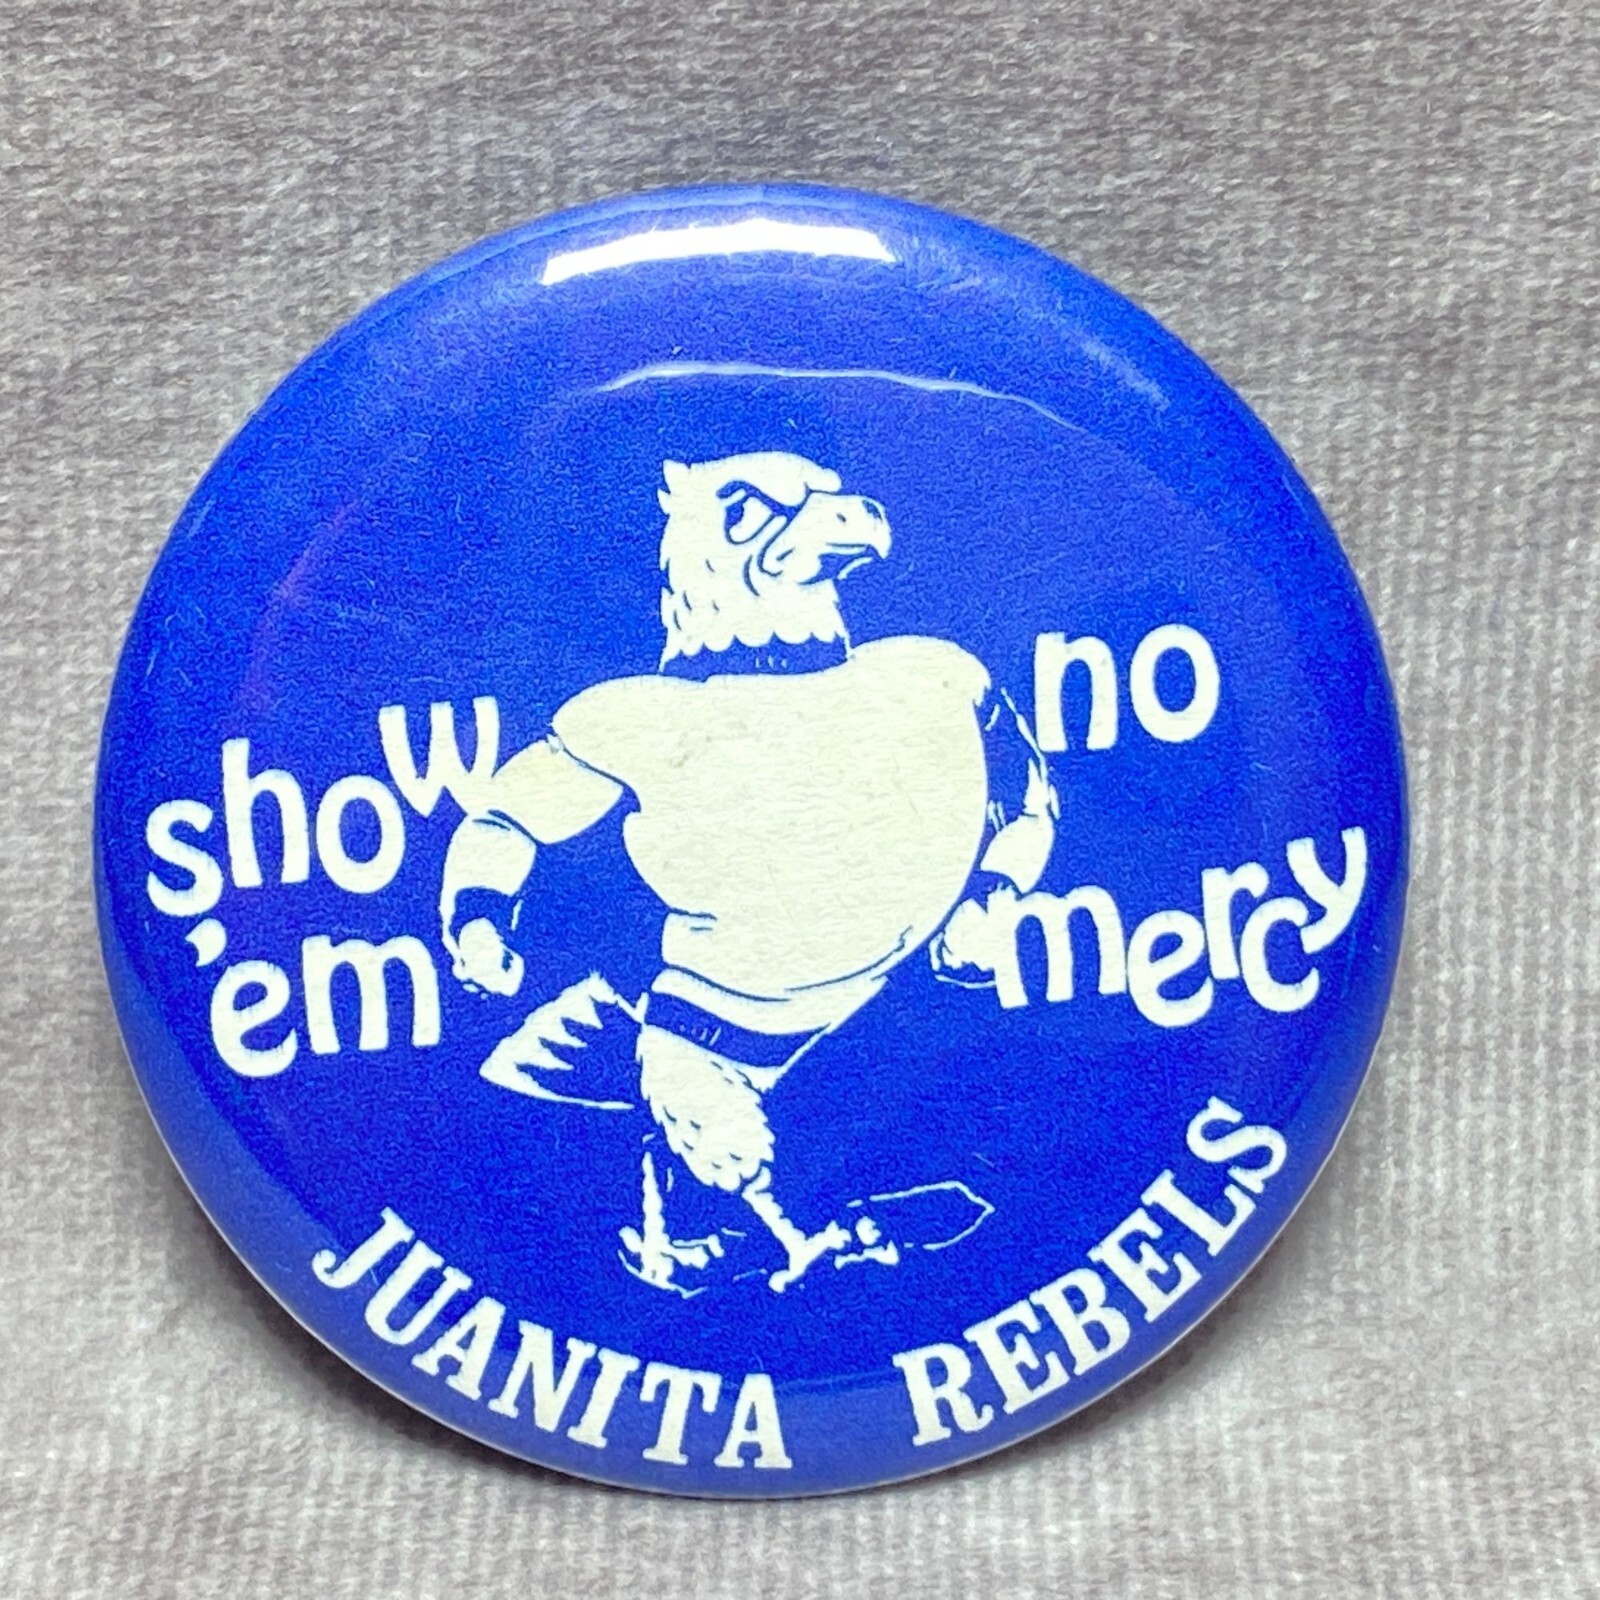 show
'em
no
mercy
JUANITA REBELS